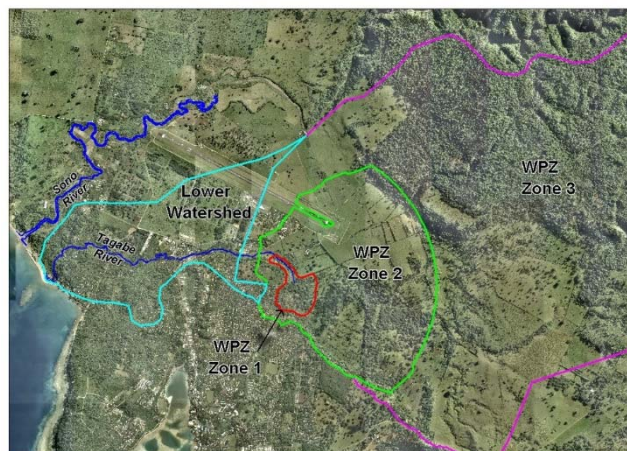 Sono
River
Lower
Watershed
Tagabe
River
WPZ
Zone 3
WPZ
Zone 2
WPZ
Zone 1